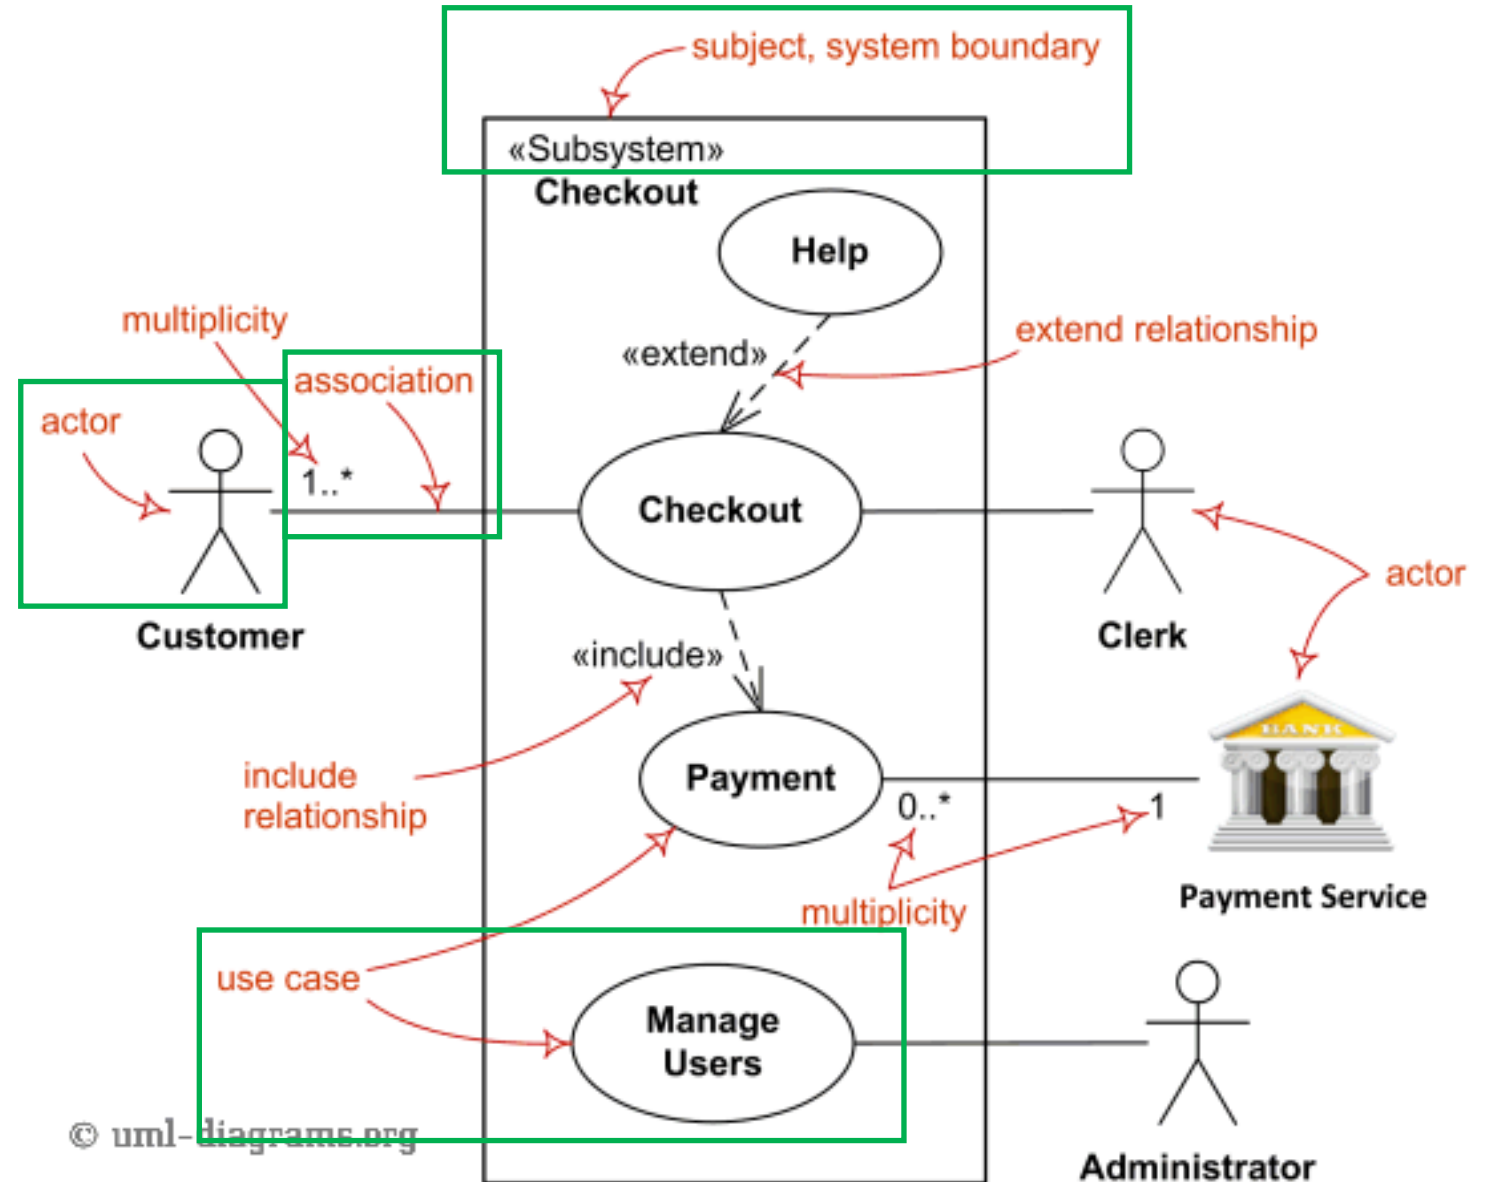 subject, system boundary
«Subsystem»
Checkout
Help
multiplicity
«extend»
extend relationship
association
actor
1..*
Checkout
actor
Customer
Clerk
«include»
BANK
include
relationship
Payment
0..*
1
Payment Service
multiplicity
use case
Manage
Users
© uml-diagrams.org
Administrator